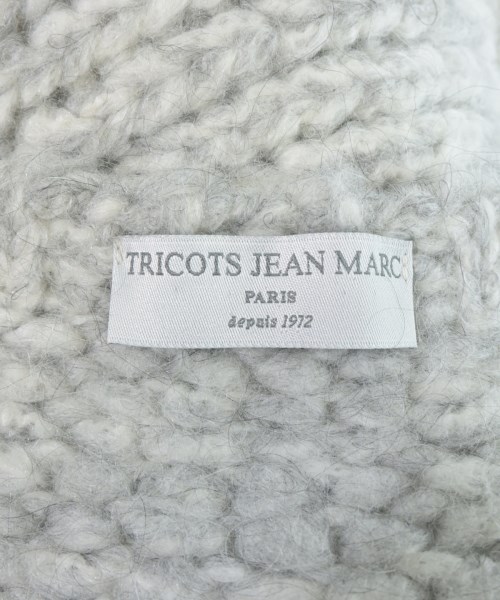 TRICOTS JEAN MARC
PARIS
depuis 1972